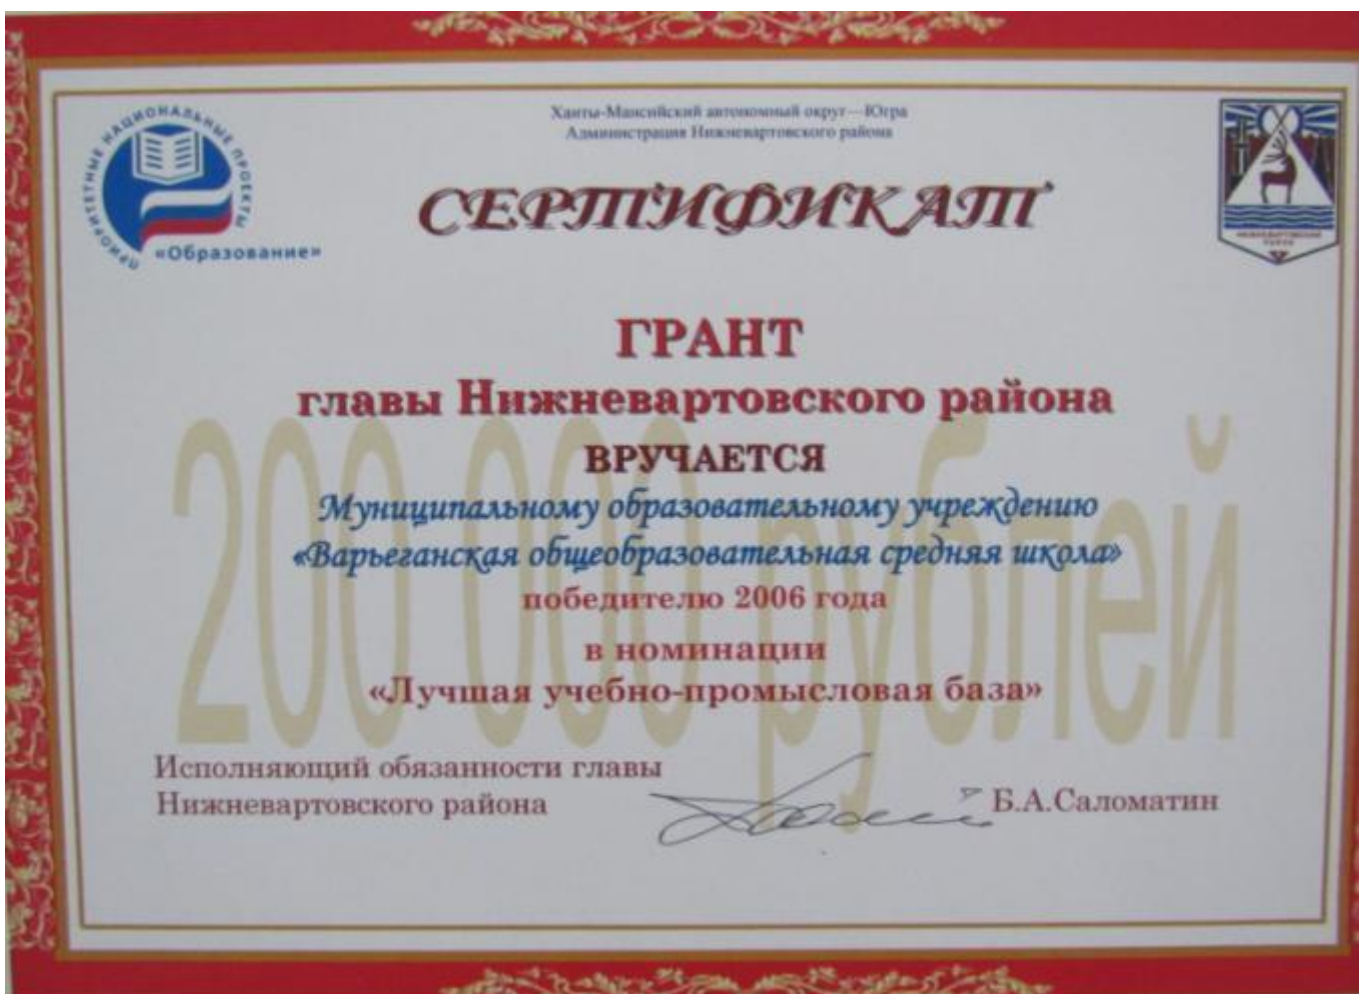 ПРИОРИТЕТНЫЕ НАЦИОНАЛЬНЫЕ ПРОЕКТЫ
«Образование»
Ханты-Мансийский автономный округ—Югра
Администрация Нижневартовского района
СЕРТИФИКАТ
НИЖНЕВАРТОВСКИЙ
РАЙОН
ГРАНТ
главы Нижневартовского района
ВРУЧАЕТСЯ
Муниципальному образовательному учреждению
«Варьеганская общеобразовательная средняя школа»
победителю 2006 года
в номинации
«Лучшая учебно-промысловая база»
200 000 рублей
Исполняющий обязанности главы
Нижневартовского района
Б.А.Саломатин